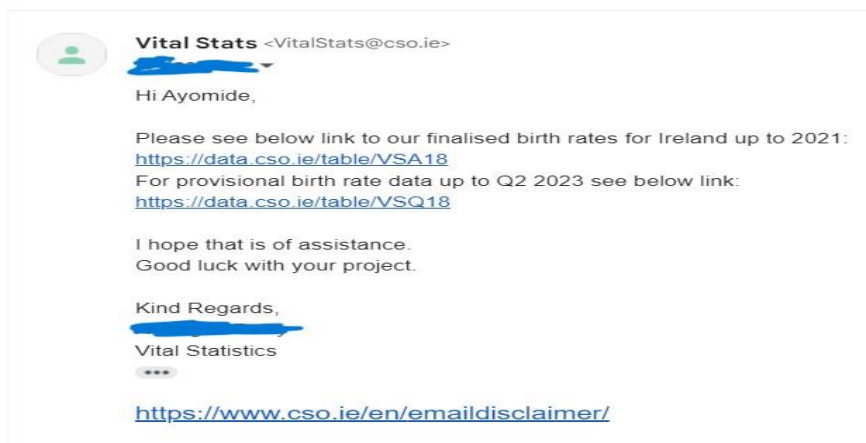 Vital Stats <VitalStats@cso.ie>
Hi Ayomide,
Please see below link to our finalised birth rates for Ireland up to 2021:
https://data.cso.ie/table/VSA18
For provisional birth rate data up to Q2 2023 see below link:
https://data.cso.ie/table/VSQ18
I hope that is of assistance.
Good luck with your project.
Kind Regards,
Vital Statistics
https://www.cso.ie/en/emaildisclaimer/